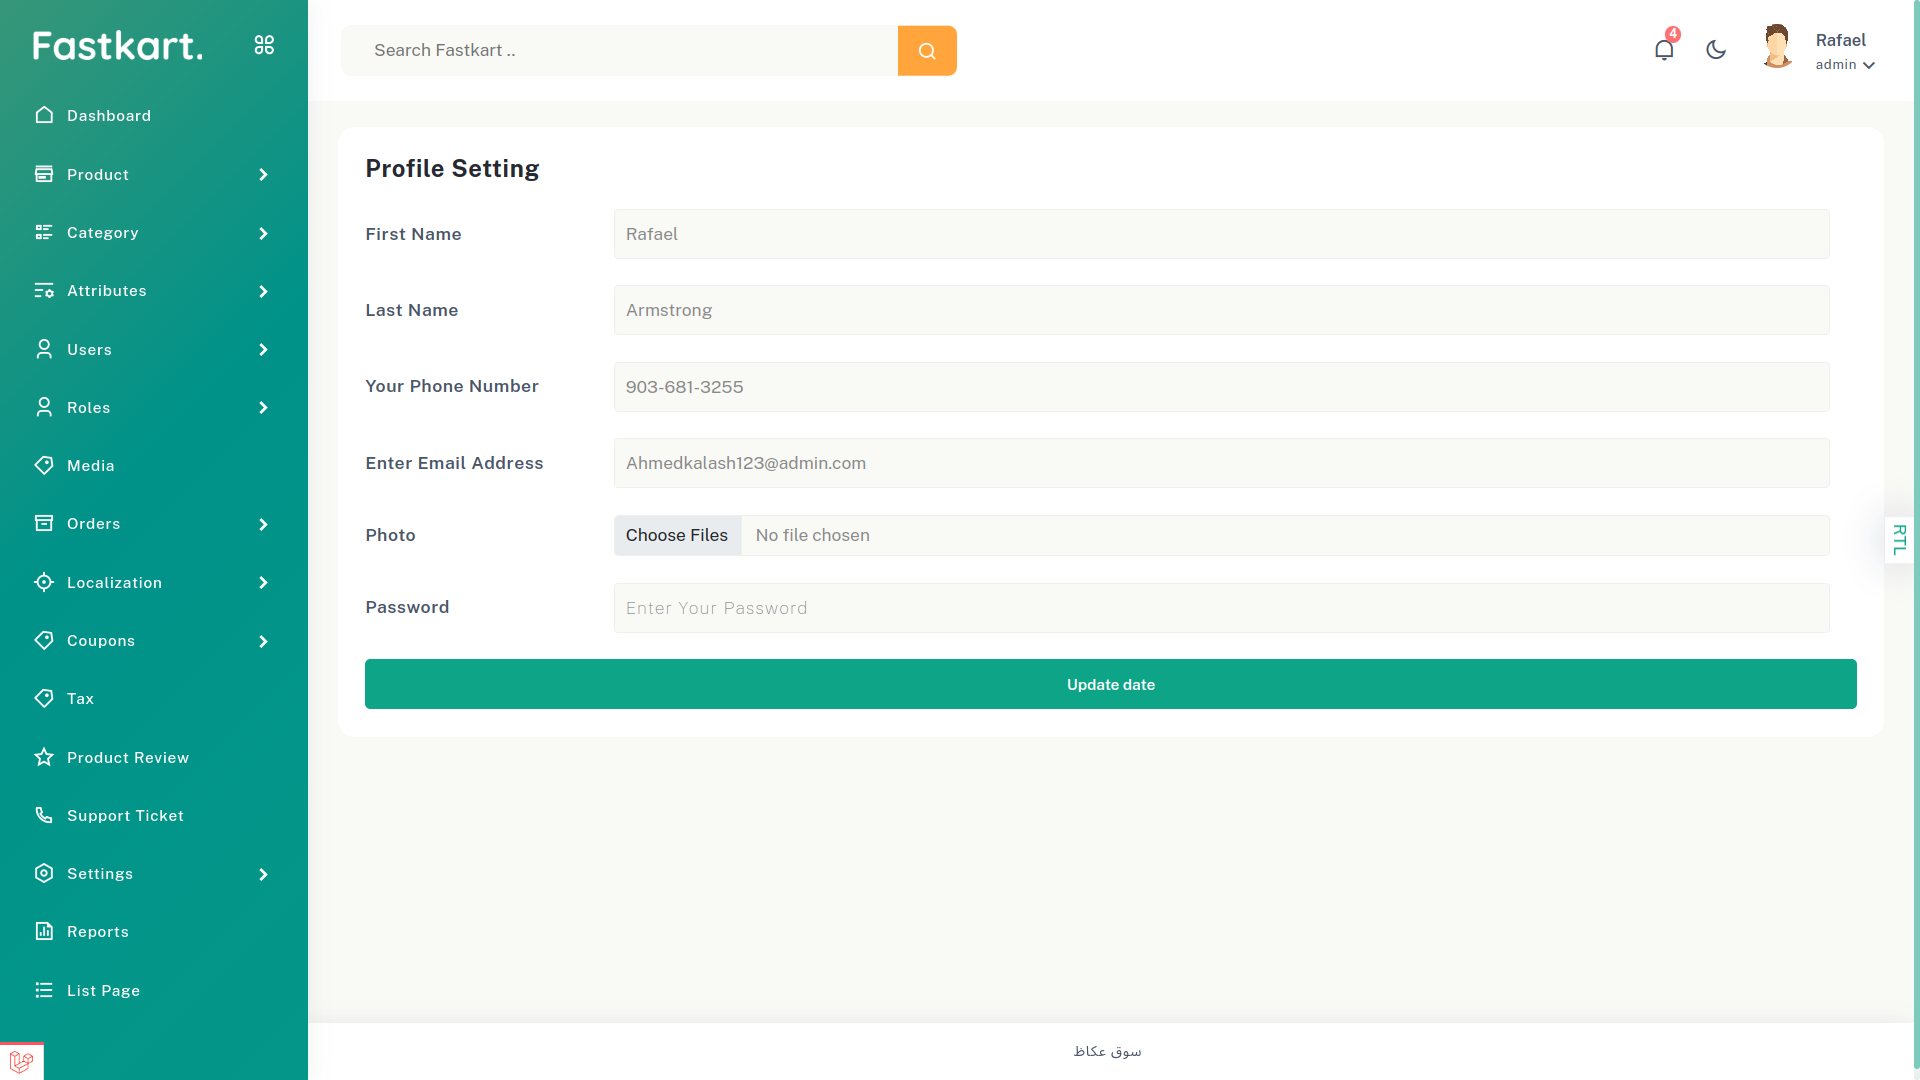 Fastkart.
Search Fastkart ..
4
Rafael
admin
Dashboard
Product
Category
Attributes
Users
Roles
Media
Orders
Localization
Coupons
Tax
Product Review
Support Ticket
Settings
Reports
List Page
Profile Setting
First Name
Rafael
Last Name
Armstrong
Your Phone Number
903-681-3255
Enter Email Address
Ahmedkalash123@admin.com
Photo
Choose Files No file chosen
Password
Enter Your Password
Update date
RTL
سوق عكاظ